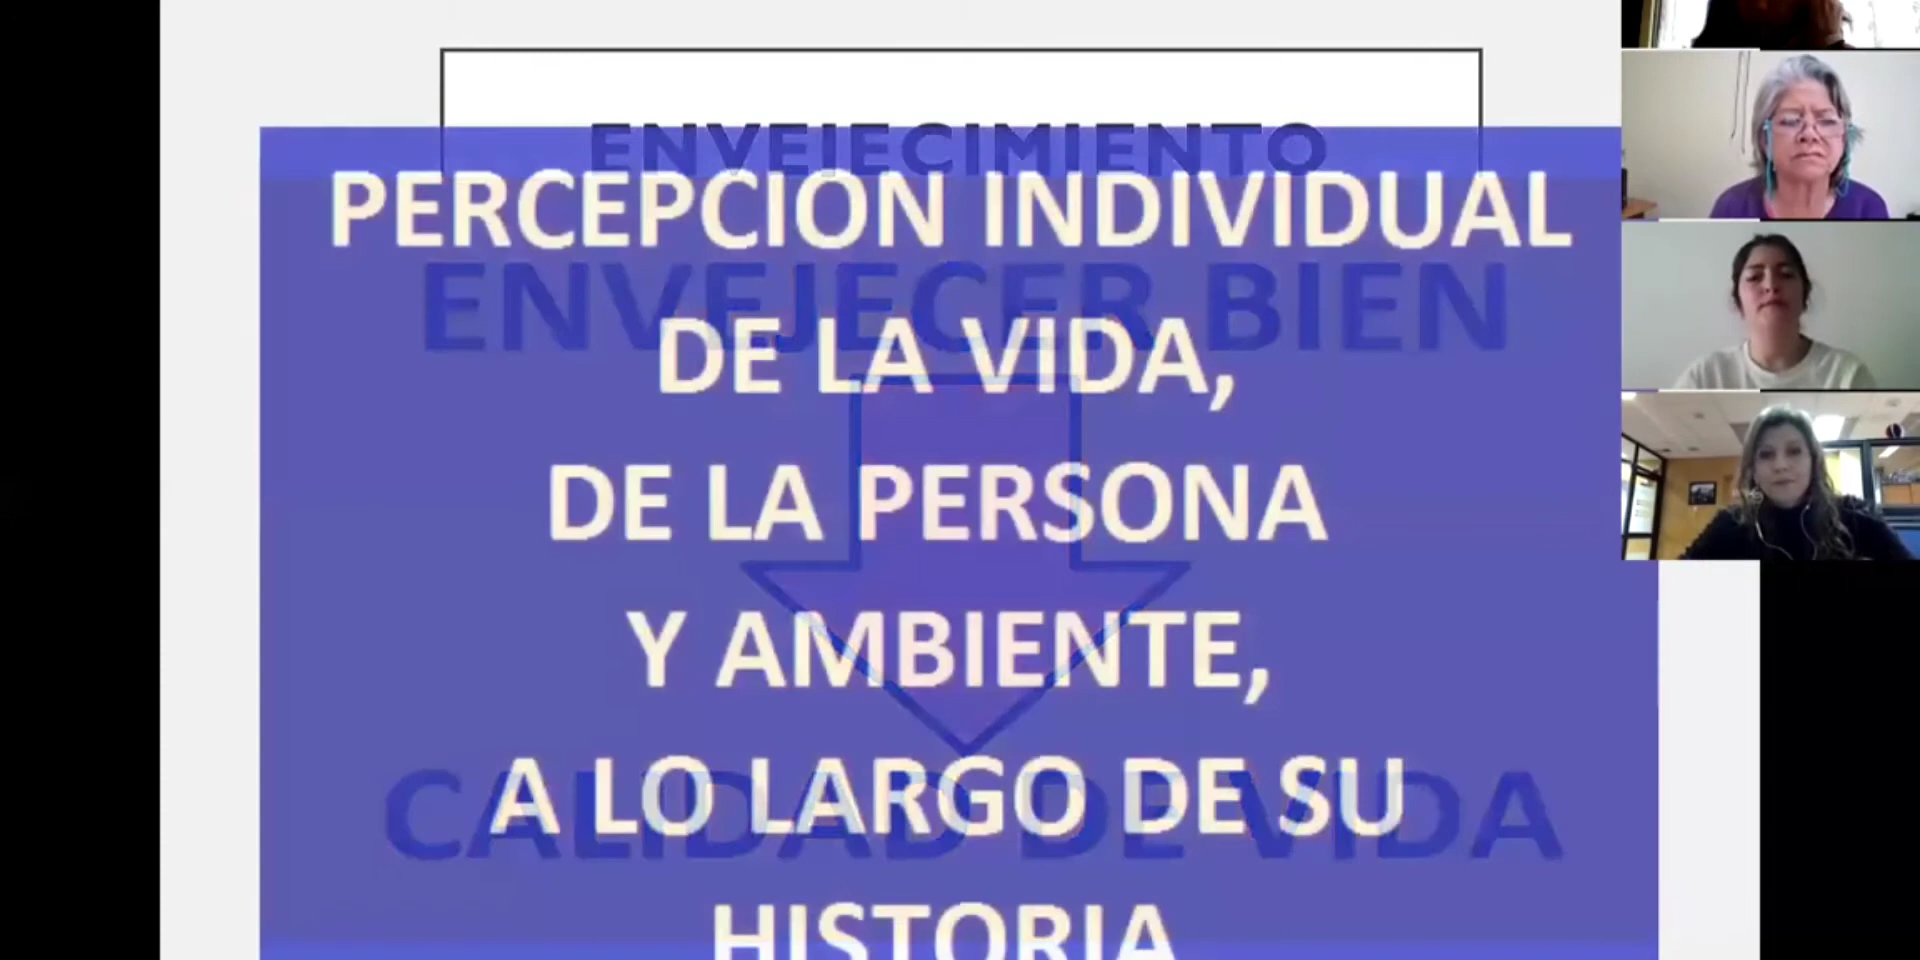 ENVEJECIMIENTO
PERCEPCION INDIVIDUAL
ENVEJECER BIEN
DE LA VIDA,
DE LA PERSONA
Y AMBIENTE,
A LO LARGO DE SU
CALIDAD DE VIDA
HISTORIA